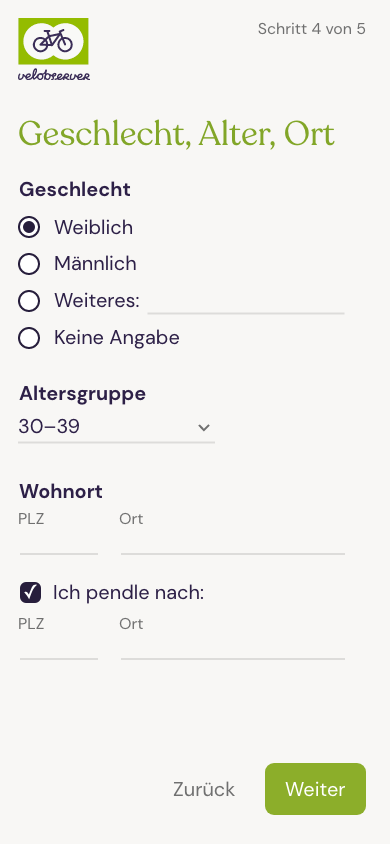 velobserver
Schritt 4 von 5
Geschlecht, Alter, Ort
Geschlecht
Weiblich
Männlich
Weiteres:
Keine Angabe
Altersgruppe
30–39
Wohnort
PLZ Ort
Ich pendle nach:
PLZ Ort
Zurück Weiter